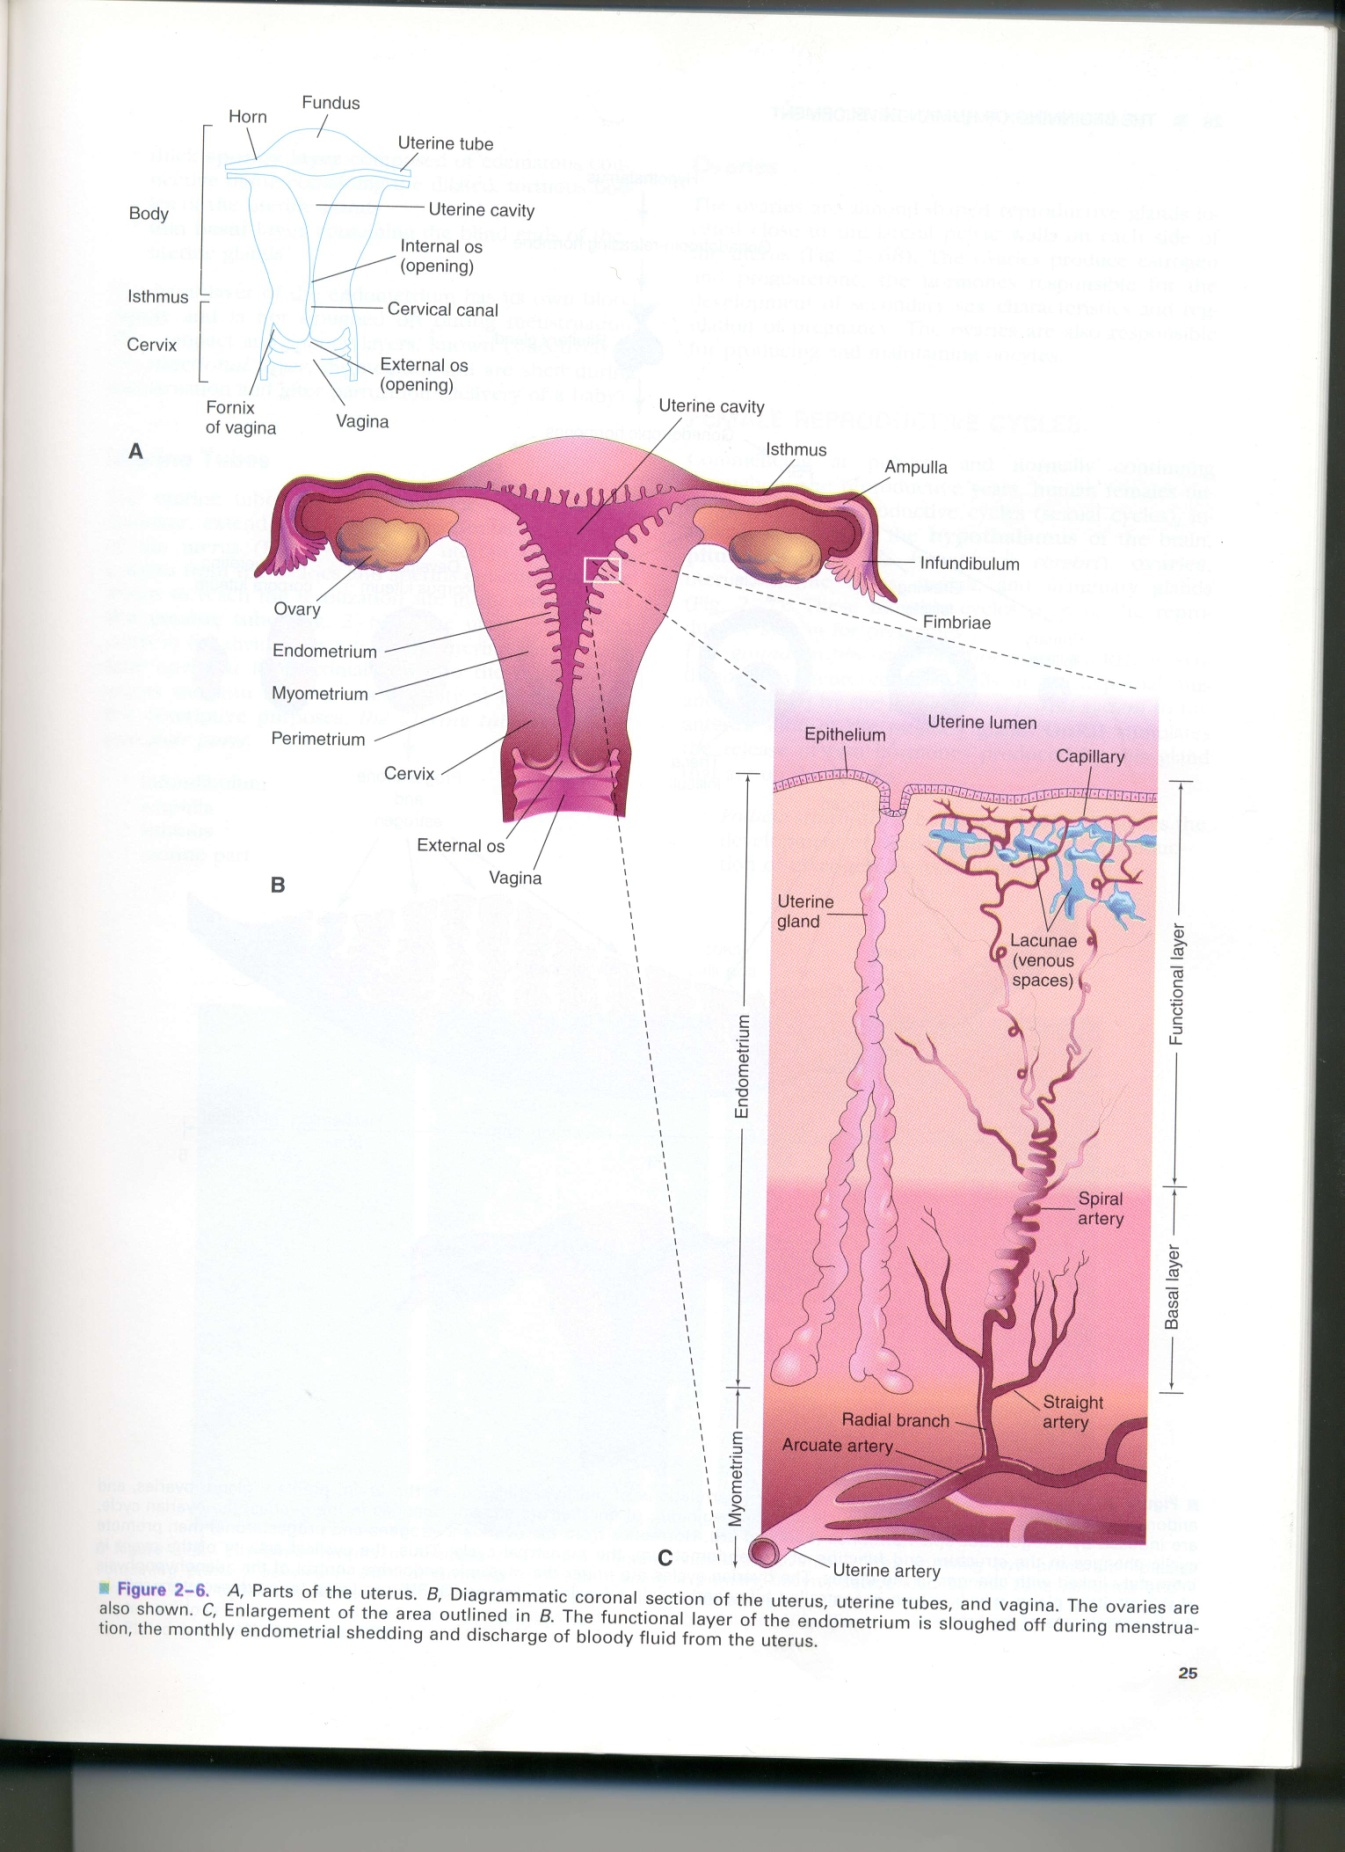 Fundus
Horn
Uterine tube
Body
Uterine cavity
Internal os
(opening)
Isthmus
Cervical canal
Cervix
External os
(opening)
Fornix
of vagina
Vagina
A
Uterine cavity
Isthmus
Ampulla
Infundibulum
Ovary
Fimbriae
Endometrium
Myometrium
Perimetrium
Cervix
External os
Vagina
B
Uterine lumen
Epithelium
Capillary
Uterine
gland
Lacunae
(venous
spaces)
Functional layer
Endometrium
Spiral
artery
Basal layer
Straight
artery
Radial branch
Arcuate artery
Myometrium
C
Uterine artery
Figure 2–6. A, Parts of the uterus. B, Diagrammatic coronal section of the uterus, uterine tubes, and vagina. The ovaries are
also shown. C, Enlargement of the area outlined in B. The functional layer of the endometrium is sloughed off during menstrua-
tion, the monthly endometrial shedding and discharge of bloody fluid from the uterus.
25